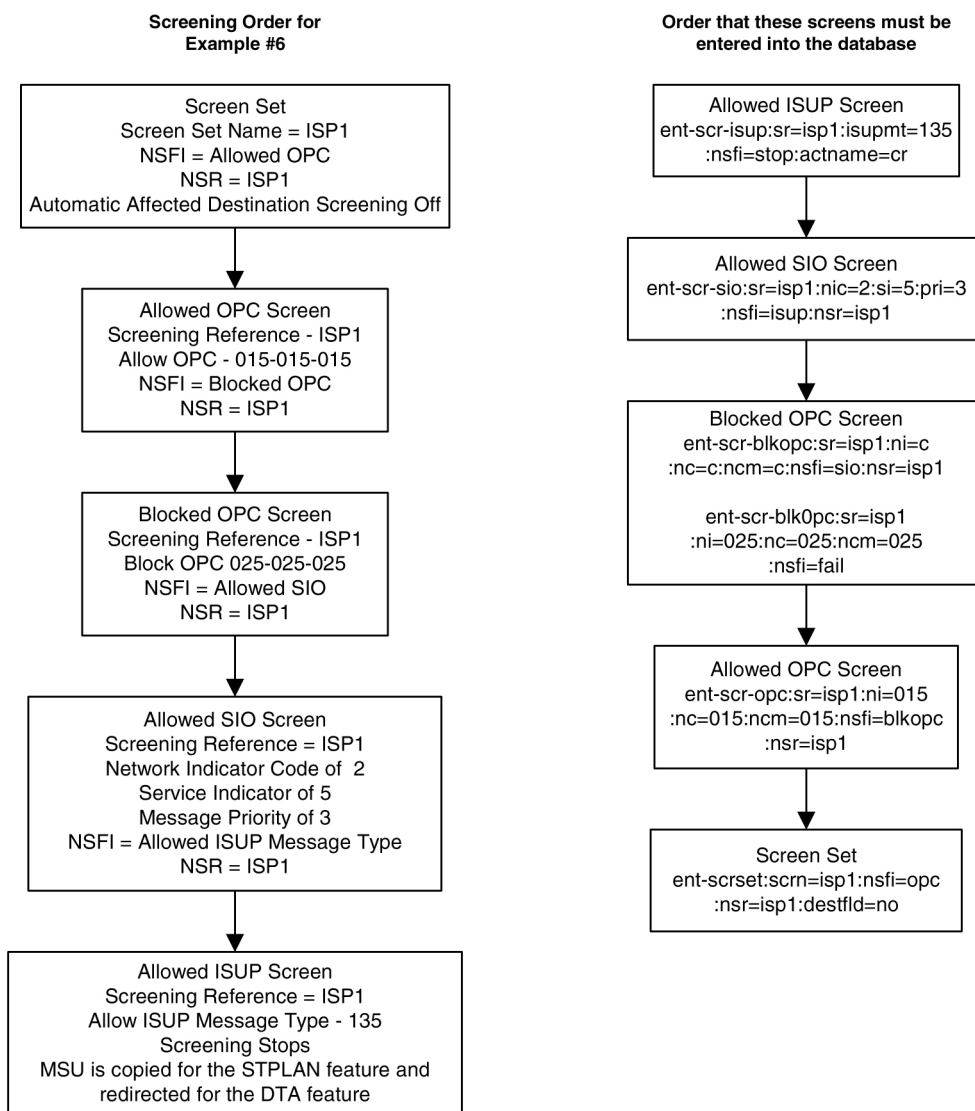 Screening Order for
Example #6
Screen Set
Screen Set Name = ISP1
NSFI = Allowed OPC
NSR = ISP1
Automatic Affected Destination Screening Off
Allowed OPC Screen
Screening Reference - ISP1
Allow OPC - 015-015-015
NSFI = Blocked OPC
NSR = ISP1
Blocked OPC Screen
Screening Reference - ISP1
Block OPC 025-025-025
NSFI = Allowed SIO
NSR = ISP1
Allowed SIO Screen
Screening Reference = ISP1
Network Indicator Code of 2
Service Indicator of 5
Message Priority of 3
NSFI = Allowed ISUP Message Type
NSR = ISP1
Allowed ISUP Screen
Screening Reference = ISP1
Allow ISUP Message Type - 135
Screening Stops
MSU is copied for the STPLAN feature and
redirected for the DTA feature
Order that these screens must be
entered into the database
Allowed ISUP Screen
ent-scr-isup:sr=isp1:isupmt=135
:nsfi=stop:actname=cr
Allowed SIO Screen
ent-scr-sio:sr=isp1:nic=2:si=5:pri=3
:nsfi=isup:nsr=isp1
Blocked OPC Screen
ent-scr-blkopc:sr=isp1:ni=c
:nc=c:ncm=c:nsfi=sio:nsr=isp1
ent-scr-blk0pc:sr=isp1
:ni=025:nc=025:ncm=025
:nsfi=fail
Allowed OPC Screen
ent-scr-opc:sr=isp1:ni=015
:nc=015:ncm=015:nsfi=blkopc
:nsr=isp1
Screen Set
ent-scrset:scrn=isp1:nsfi=opc
:nsr=isp1:destfld=no